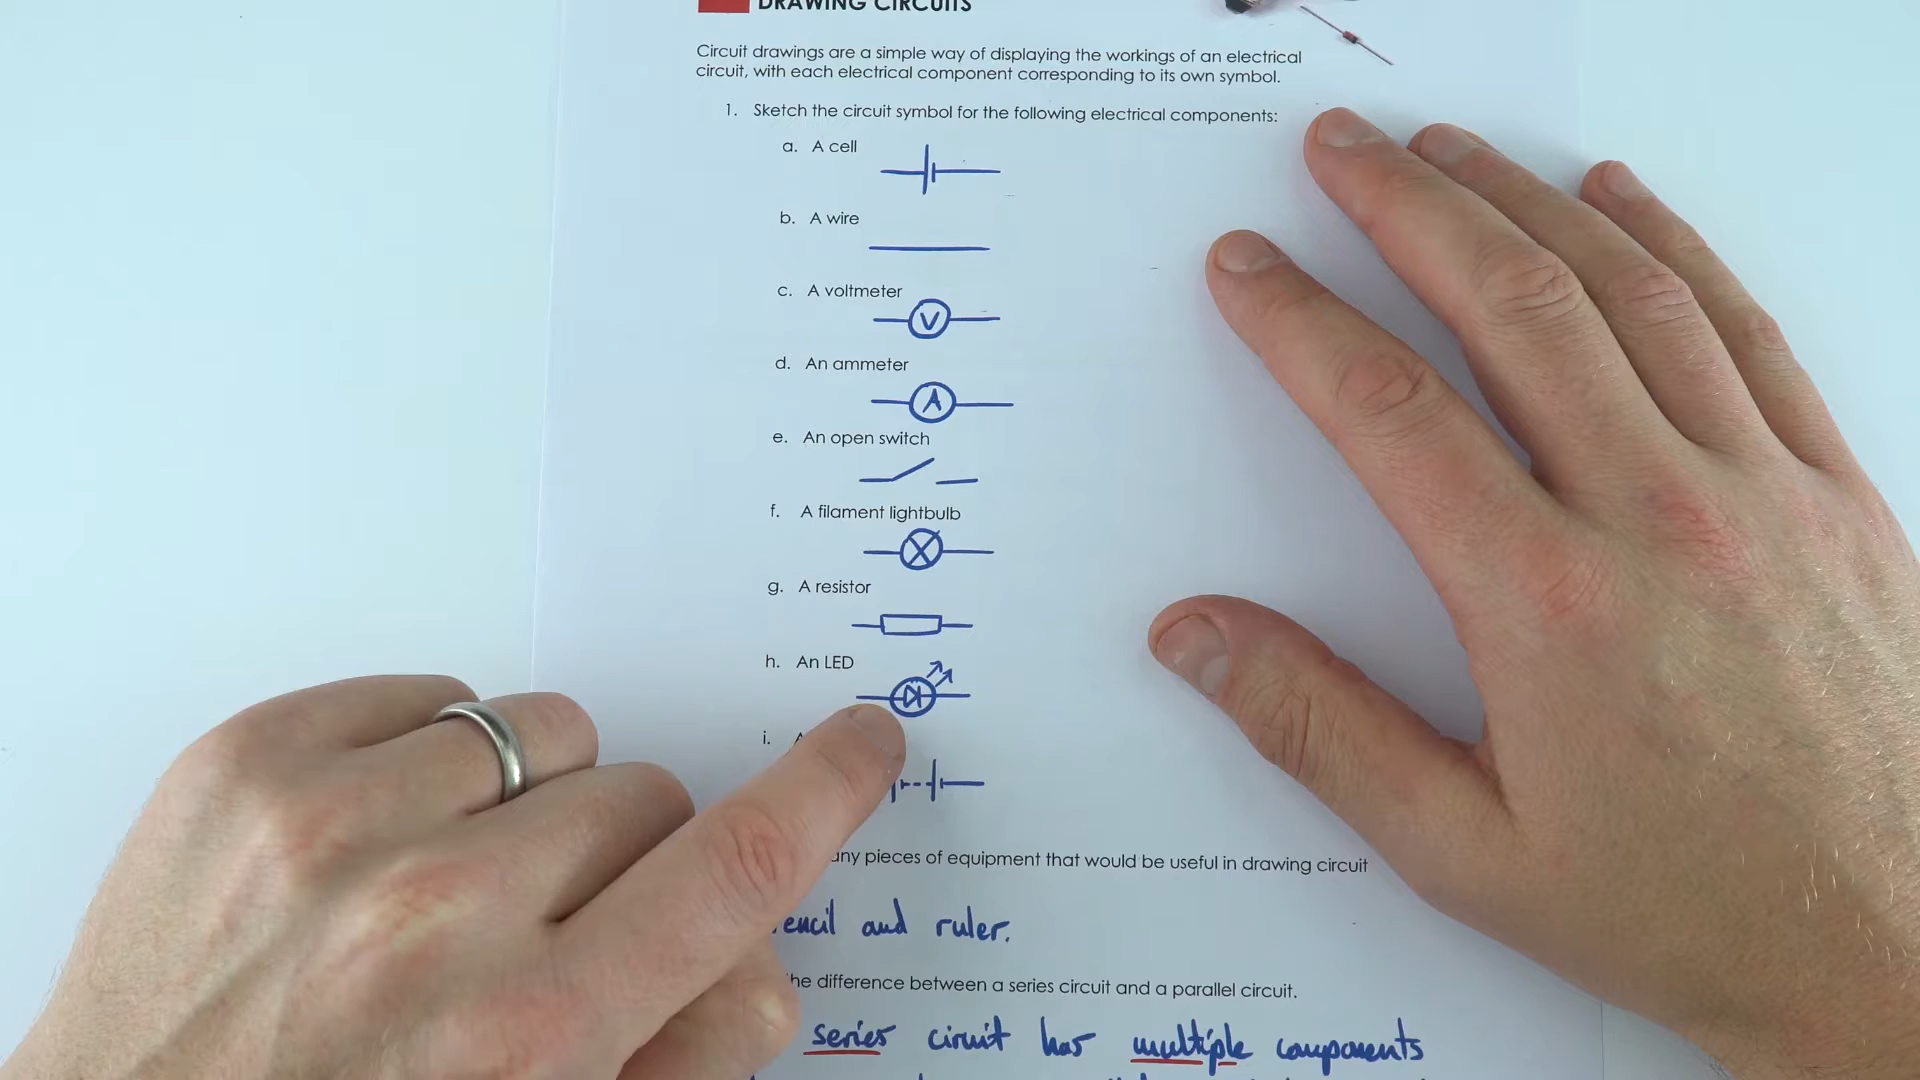 DRAWING CIRCUITS
Circuit drawings are a simple way of displaying the workings of an electrical
circuit, with each electrical component corresponding to its own symbol.
1. Sketch the circuit symbol for the following electrical components:
a. A cell
b. A wire
c. A voltmeter
V
d. An ammeter
A
e. An open switch
f. A filament lightbulb
g. A resistor
h. An LED
i. A
any pieces of equipment that would be useful in drawing circuit
encil and ruler.
he difference between a series circuit and a parallel circuit.
series ciruit has multiple components